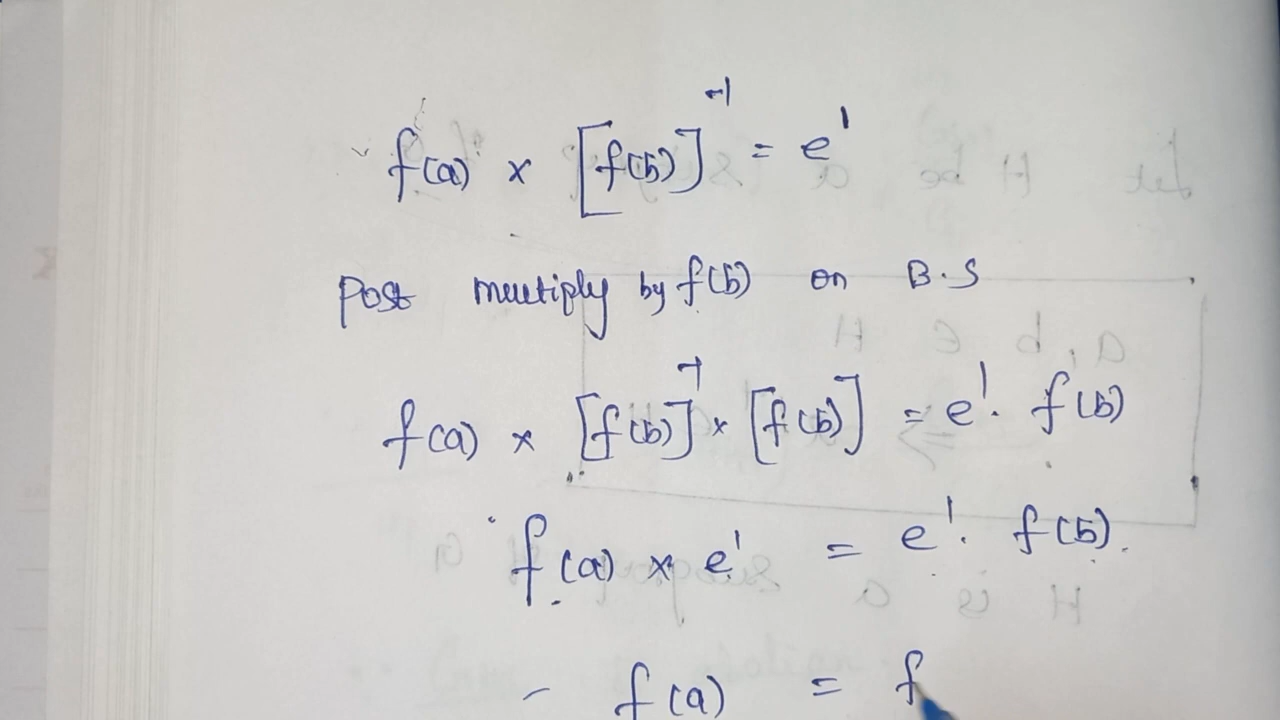 f(a) × [f(b)]⁻¹ = e'
Post multiply by f(b) on B.S
f(a) × [f(b)]⁻¹ × [f(b)] = e'. f(b)
f(a) × e' = e'. f(b).
f(a) = f